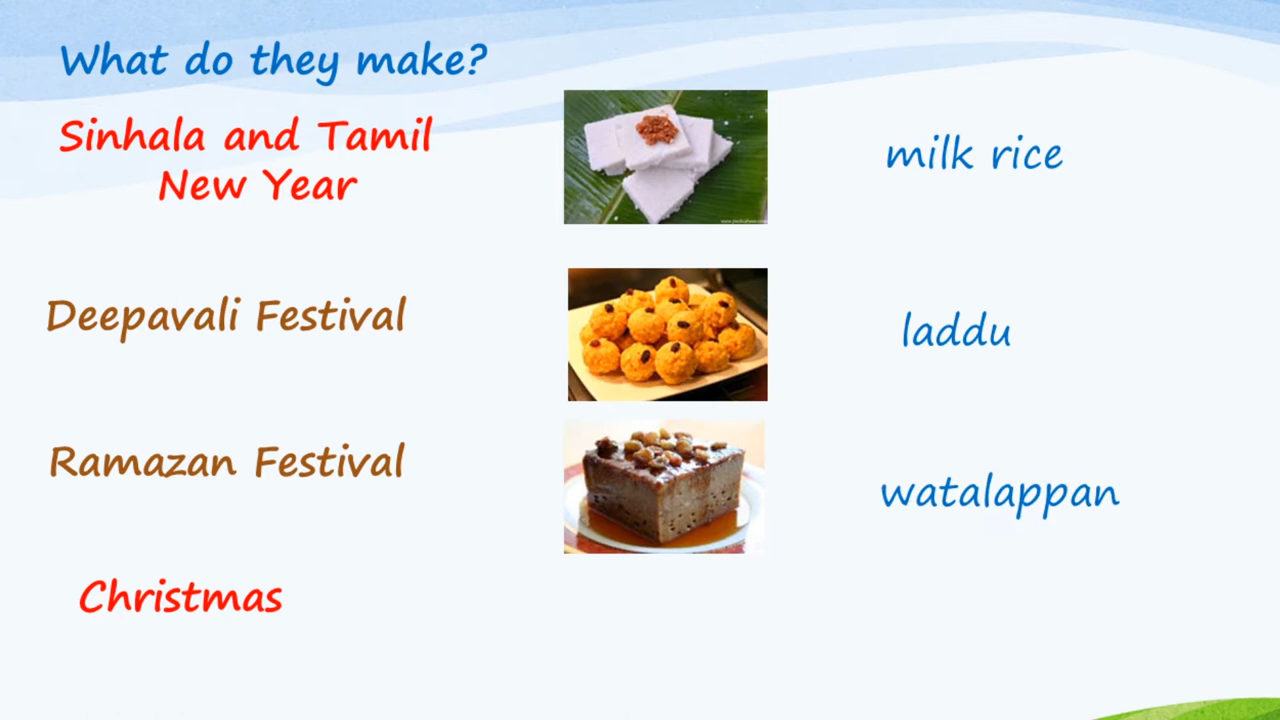 What do they make?
Sinhala and Tamil
New Year
milk rice
Deepavali Festival
laddu
Ramazan Festival
watalappan
Christmas